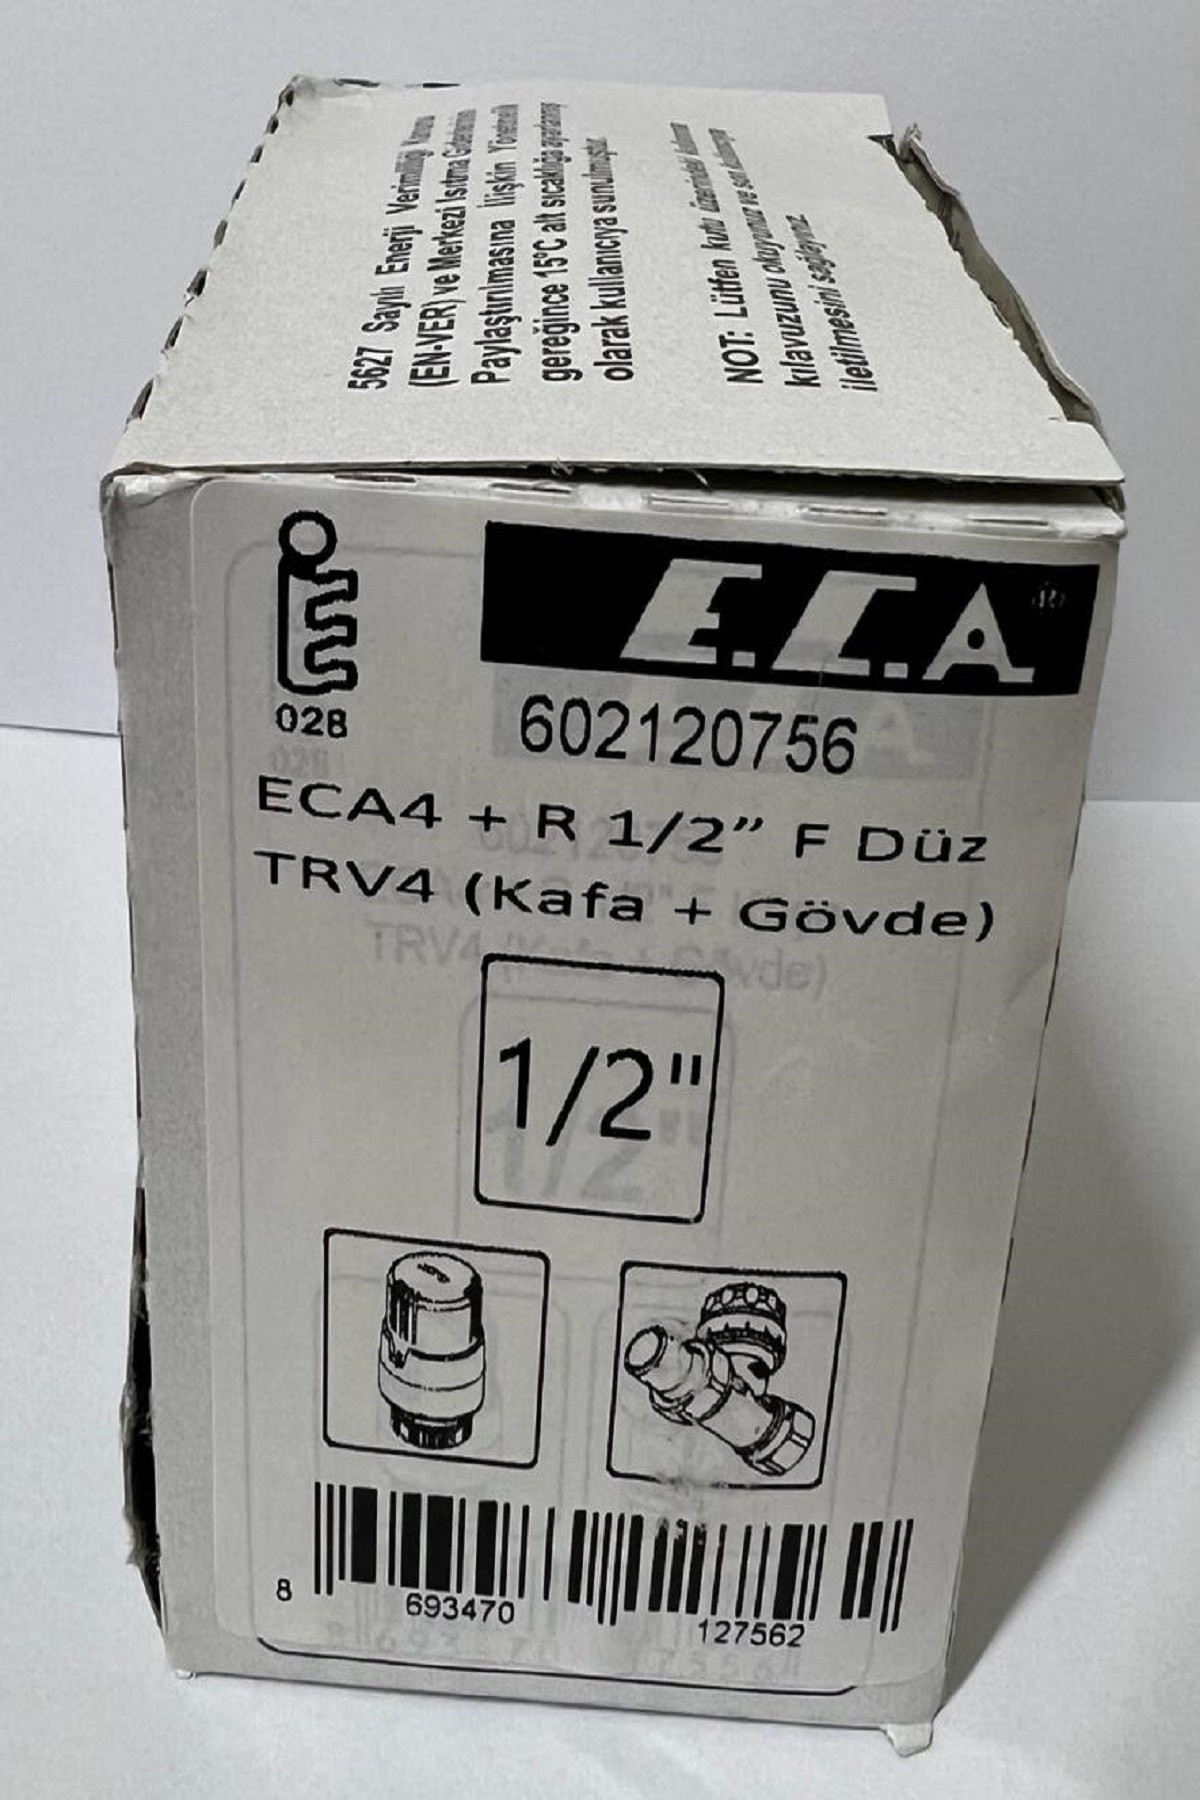 5627 Sayılı Enerji Verimliliği Kanunu
(EN-VER) ve Merkezi Isıtma Giderlerinin
Paylaştırılmasına İlişkin Yönetmelik
gereğince 15°C alt sıcaklığa ayarlanmış
olarak kullanıcıya sunulmuştur.
NOT: Lütfen kutu üzerindeki
kılavuzunu okuyunuz ve
iletilmesini sağlayınız.
028
E.C.A ®
602120756
ECA4 + R 1/2” F Düz
TRV4 (Kafa + Gövde)
1/2"
8 693470 127562